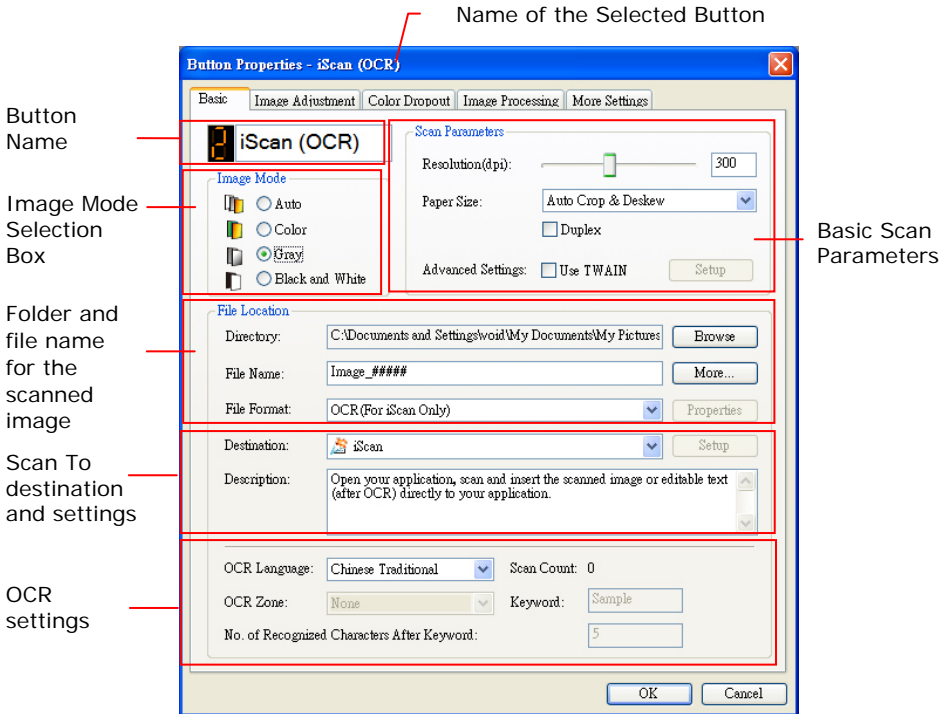 Name of the Selected Button
Button Properties - iScan (OCR)
Basic Image Adjustment Color Dropout Image Processing More Settings
Button
Name
2 iScan (OCR)
Scan Parameters
Resolution(dpi): 300
Paper Size: Auto Crop & Deskew
Duplex
Advanced Settings: Use TWAIN Setup
Basic Scan
Parameters
Image Mode
Selection
Box
Image Mode
Auto
Color
Gray
Black and White
Folder and
file name
for the
scanned
image
File Location
Directory: C:\Documents and Settings\void\My Documents\My Pictures Browse
File Name: Image_##### More...
File Format: OCR(For iScan Only) Properties
Scan To
destination
and settings
Destination: iScan Setup
Description: Open your application, scan and insert the scanned image or editable text
(after OCR) directly to your application.
OCR
settings
OCR Language: Chinese Traditional Scan Count: 0
OCR Zone: None Keyword: Sample
No. of Recognized Characters After Keyword: 5
OK Cancel